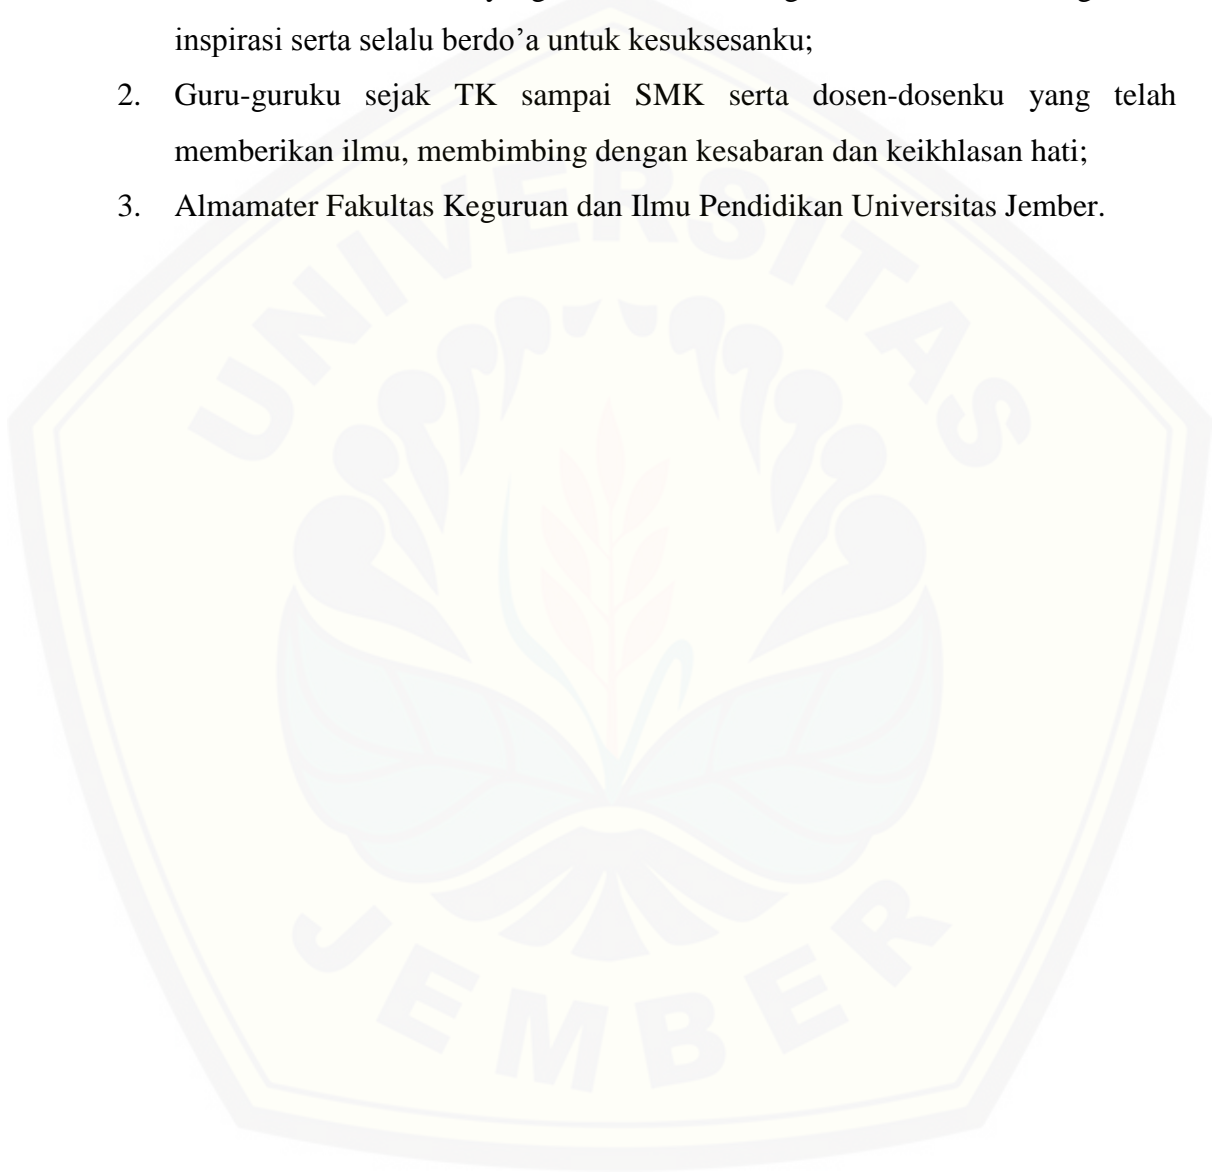 inspirasi serta selalu berdo’a untuk kesuksesanku;
2. Guru-guruku sejak TK sampai SMK serta dosen-dosenku yang telah
memberikan ilmu, membimbing dengan kesabaran dan keikhlasan hati;
3. Almamater Fakultas Keguruan dan Ilmu Pendidikan Universitas Jember.
UNIVERSITAS
JEMBER